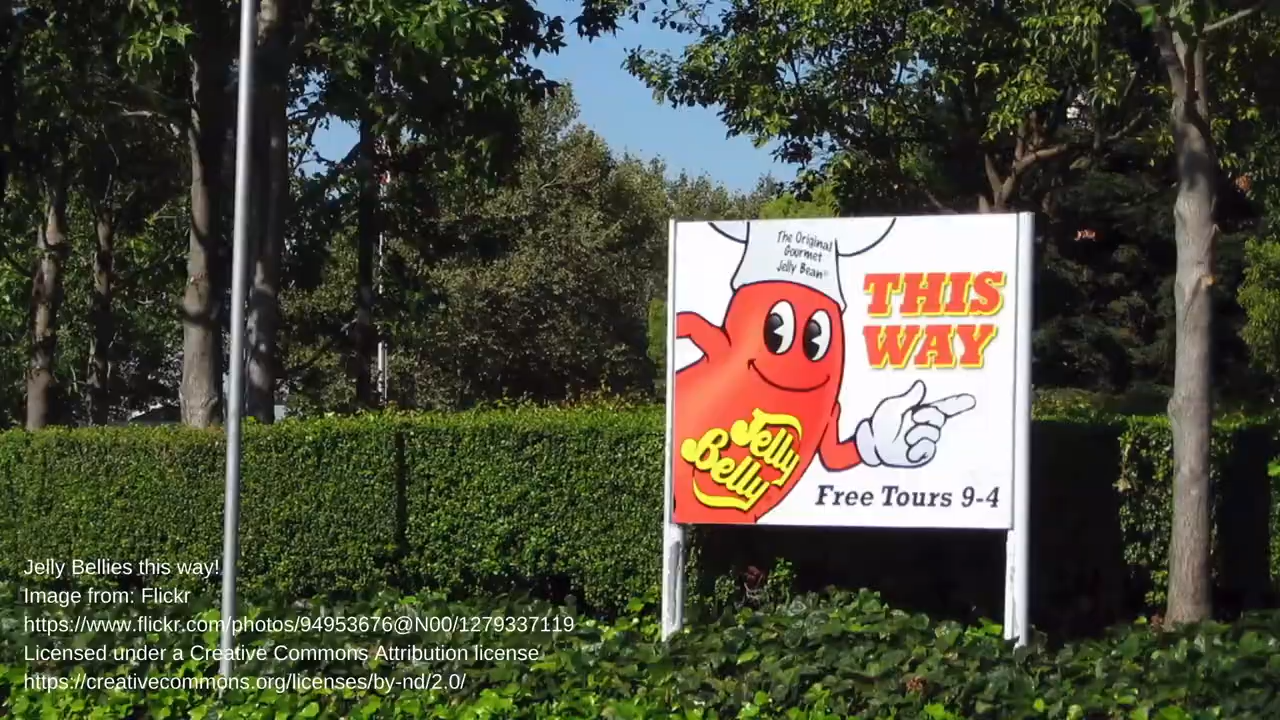 The Original
Gourmet
Jelly Bean®
THIS
WAY
Jelly
Belly
Free Tours 9-4
Jelly Bellies this way!
Image from: Flickr
https://www.flickr.com/photos/94953676@N00/1279337119
Licensed under a Creative Commons Attribution license
https://creativecommons.org/licenses/by-nd/2.0/